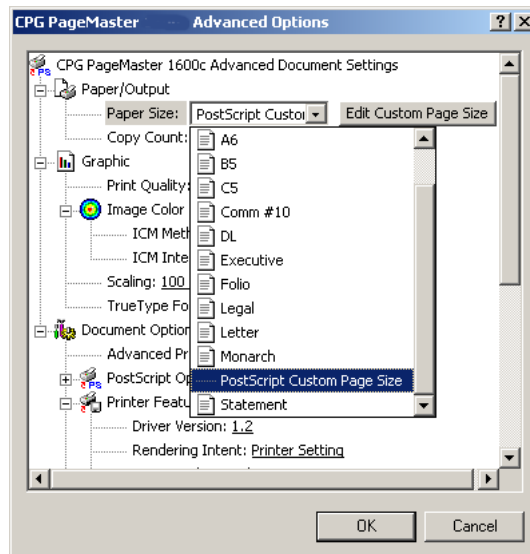 CPG PageMaster Advanced Options
CPG PageMaster 1600c Advanced Document Settings
Paper/Output
Paper Size: PostScript Custo Edit Custom Page Size
Copy Count:
A6
Graphic
B5
Print Quality:
C5
Image Color
Comm #10
ICM Meth
DL
ICM Inte
Executive
Scaling: 100
Folio
TrueType Fo
Legal
Document Option
Letter
Advanced Pr
Monarch
PostScript Op
PostScript Custom Page Size
Printer Featu
Statement
Driver Version: 1.2
Rendering Intent: Printer Setting
OK Cancel